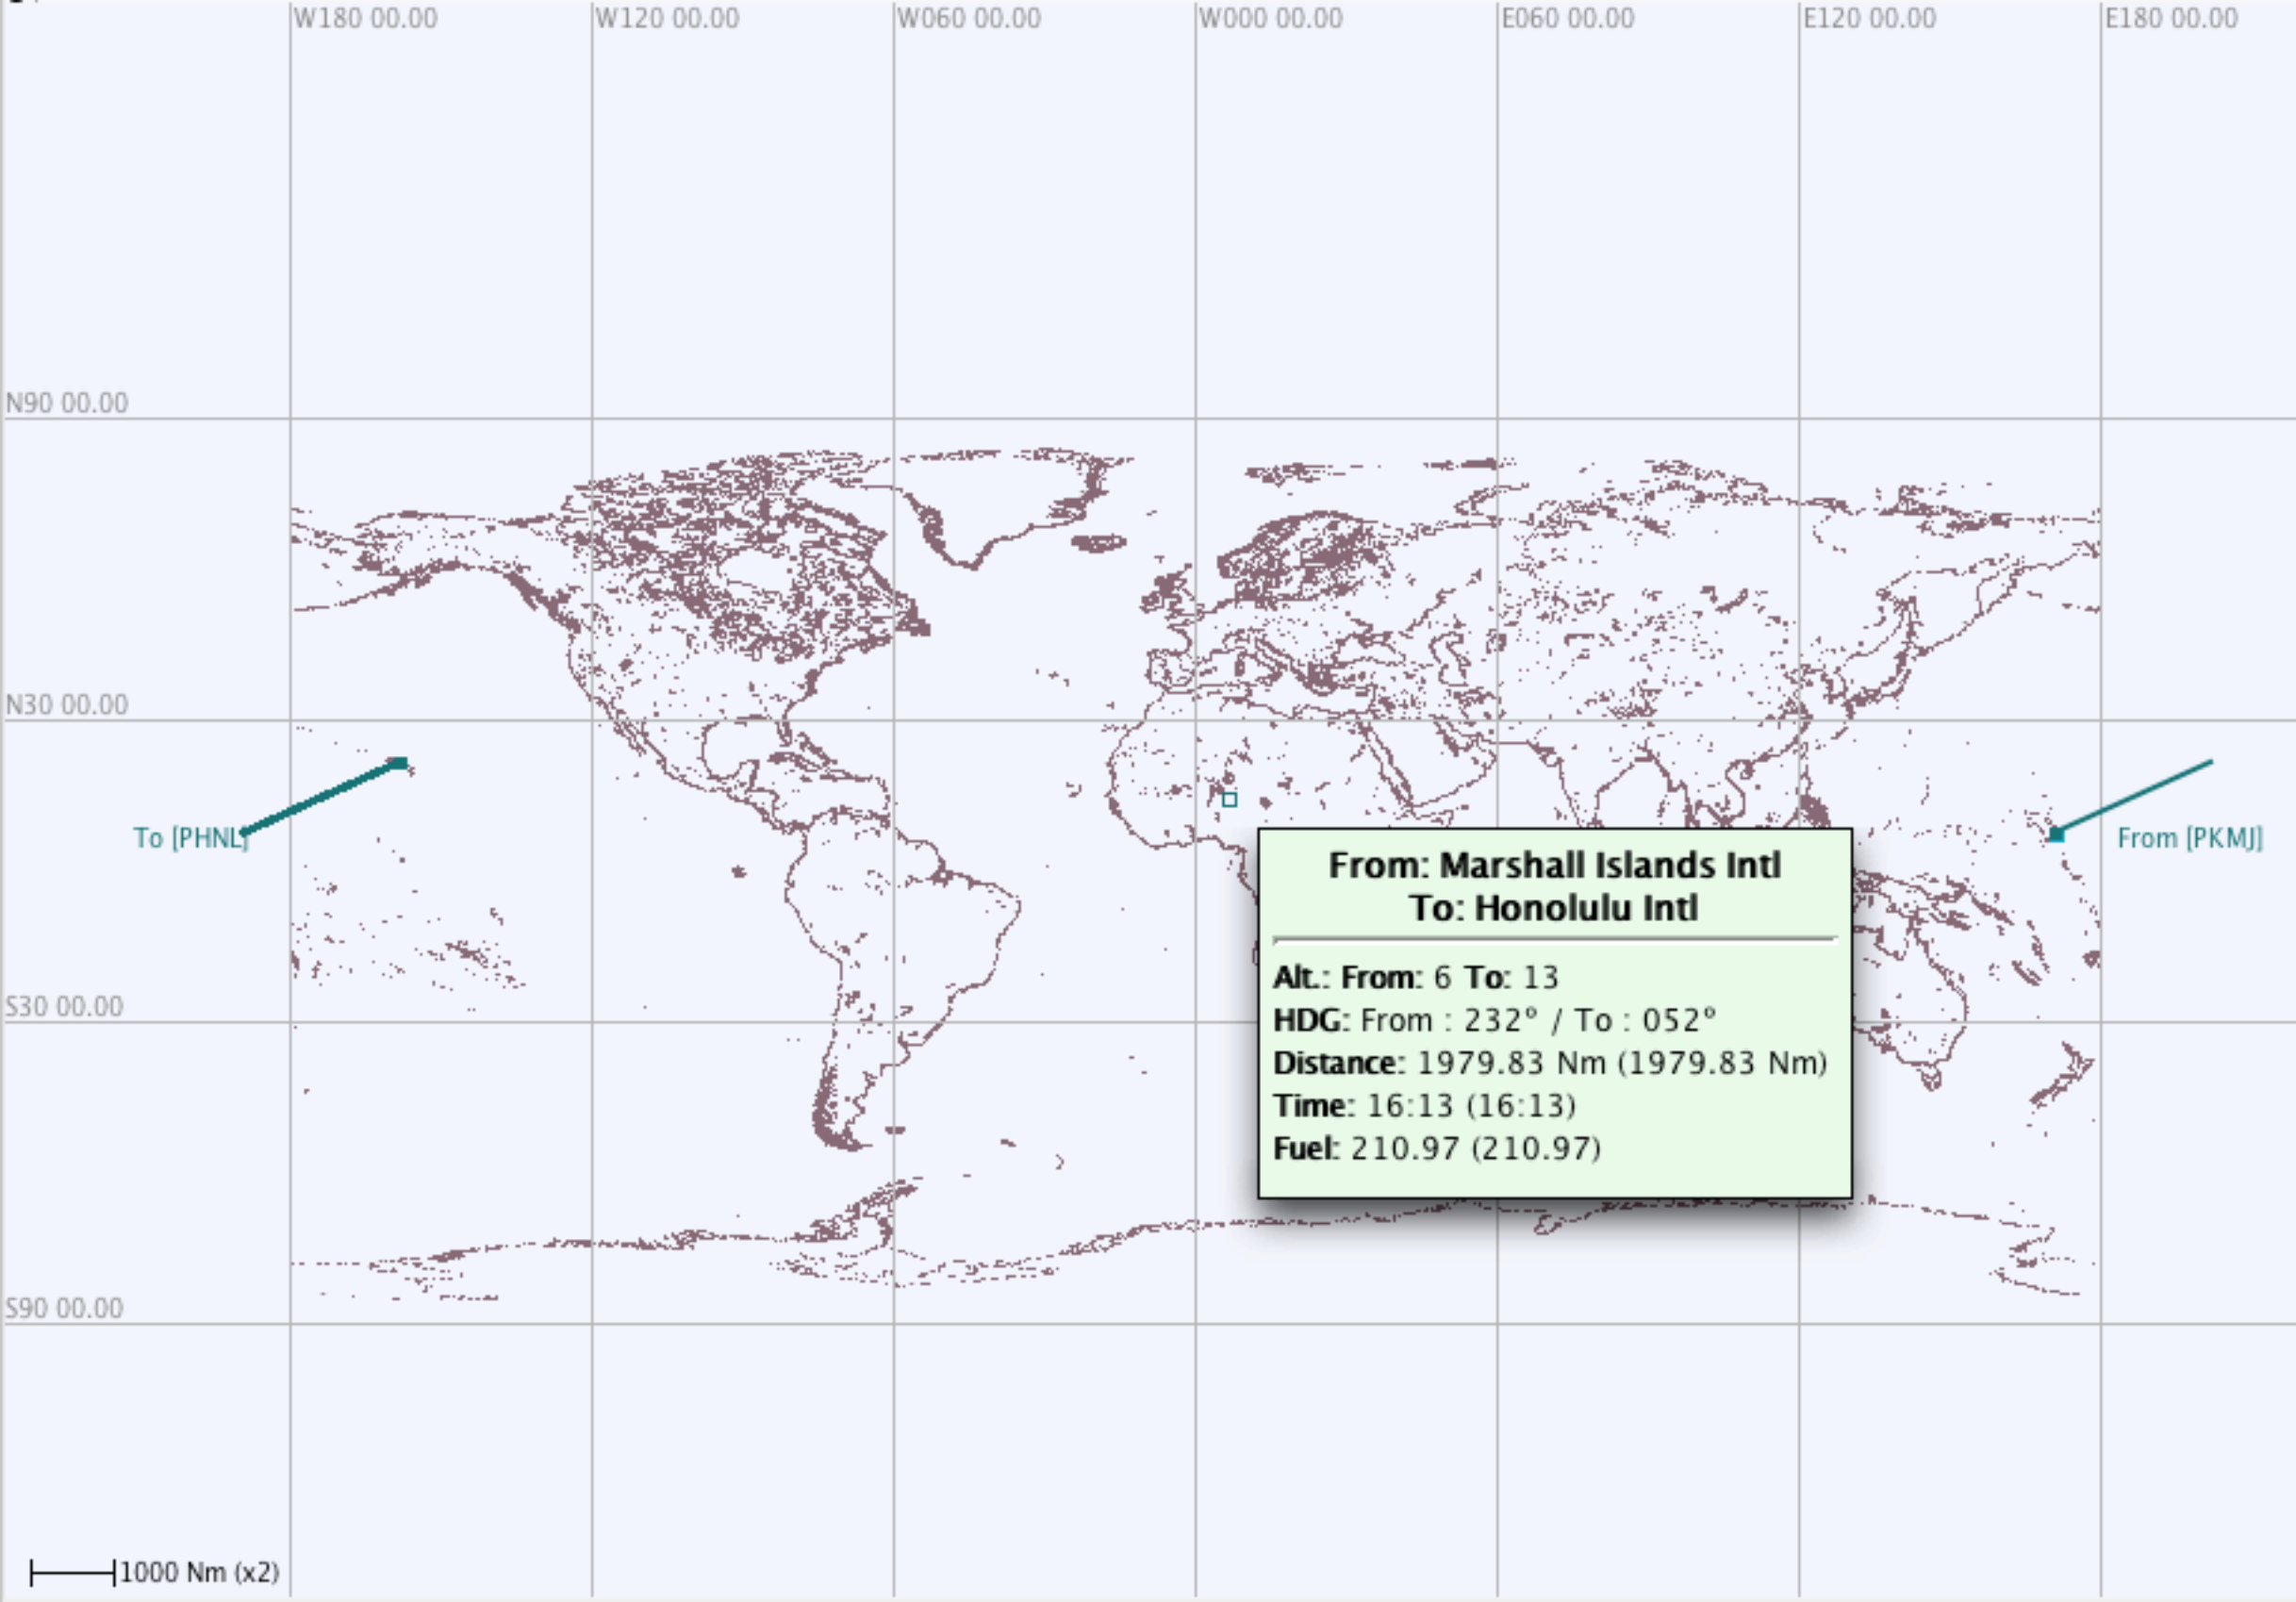 W180 00.00 W120 00.00 W060 00.00 W000 00.00 E060 00.00 E120 00.00 E180 00.00
N90 00.00
N30 00.00
To [PHNL]
From [PKMJ]
From: Marshall Islands Intl
To: Honolulu Intl
Alt.: From: 6 To: 13
HDG: From : 232° / To : 052°
Distance: 1979.83 Nm (1979.83 Nm)
Time: 16:13 (16:13)
Fuel: 210.97 (210.97)
S30 00.00
S90 00.00
1000 Nm (x2)